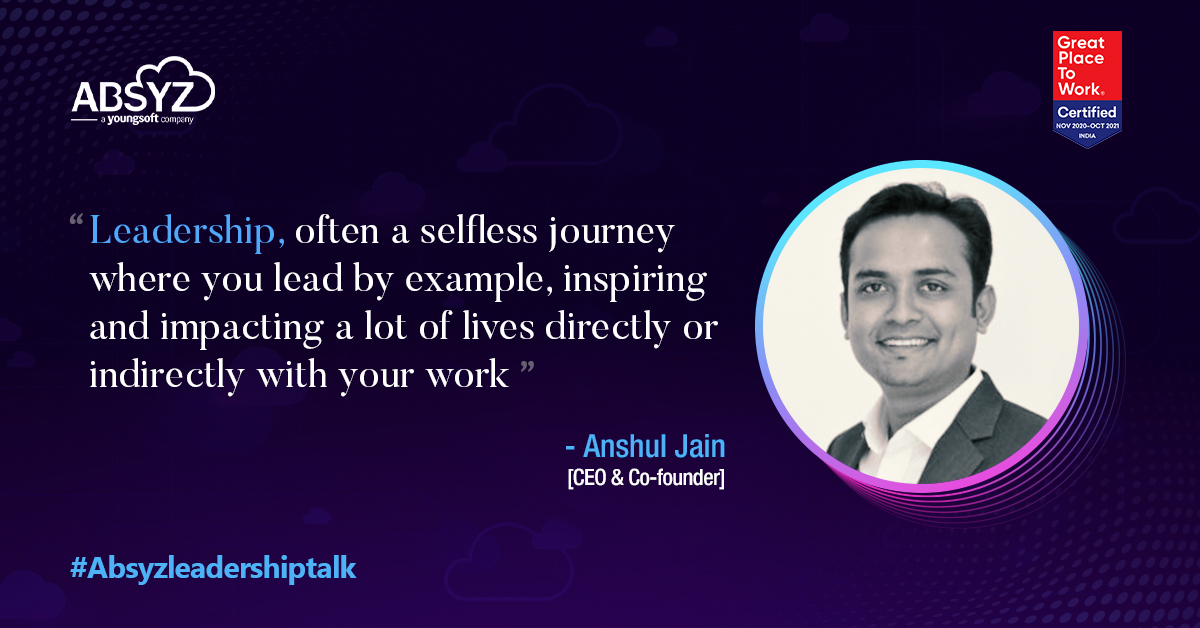 ABSYZ
a youngsoft company
Great
Place
To
Work®
Certified
NOV 2020-OCT 2021
INDIA
“ Leadership, often a selfless journey
where you lead by example, inspiring
and impacting a lot of lives directly or
indirectly with your work ”
- Anshul Jain
[CEO & Co-founder]
#Absyzleadershiptalk